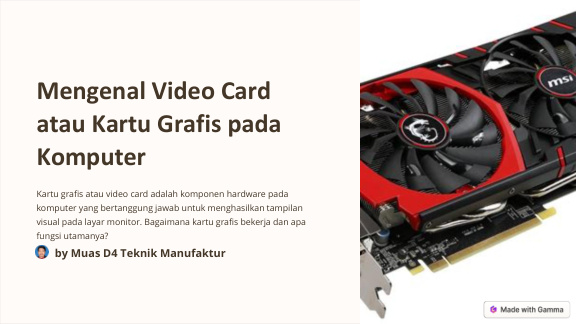 Mengenal Video Card
atau Kartu Grafis pada
Komputer
Kartu grafis atau video card adalah komponen hardware pada
komputer yang bertanggung jawab untuk menghasilkan tampilan
visual pada layar monitor. Bagaimana kartu grafis bekerja dan apa
fungsi utamanya?
by Muas D4 Teknik Manufaktur
msi
Made with Gamma